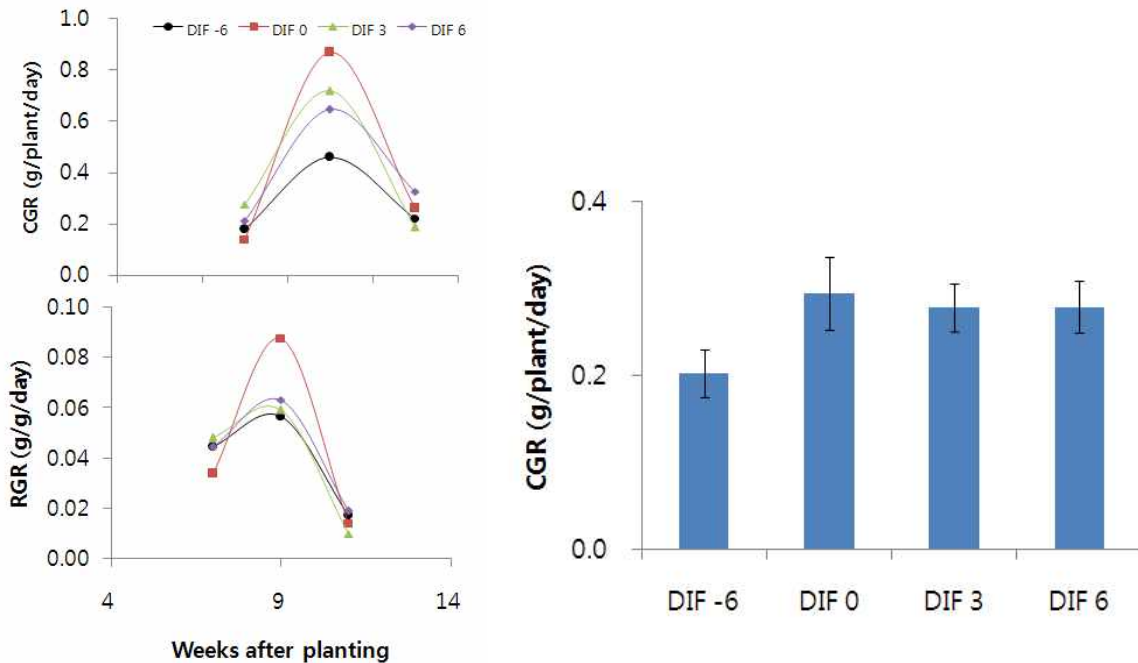 DIF -6 DIF 0 DIF 3 DIF 6
CGR (g/plant/day)
1.0
0.8
0.6
0.4
0.2
0.0
RGR (g/g/day)
0.10
0.08
0.06
0.04
0.02
0.00
4 9 14
Weeks after planting
CGR (g/plant/day)
0.4
0.2
0.0
DIF -6 DIF 0 DIF 3 DIF 6